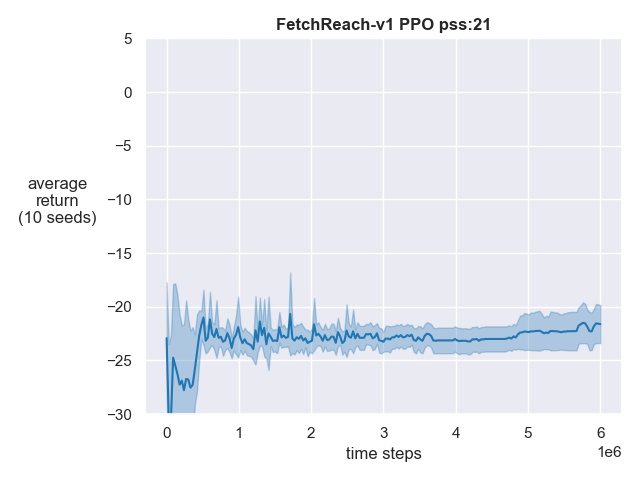 FetchReach-v1 PPO pss:21
5
0
−5
−10
−15
−20
−25
−30
average
return
(10 seeds)
0 1 2 3 4 5 6
time steps
1e6